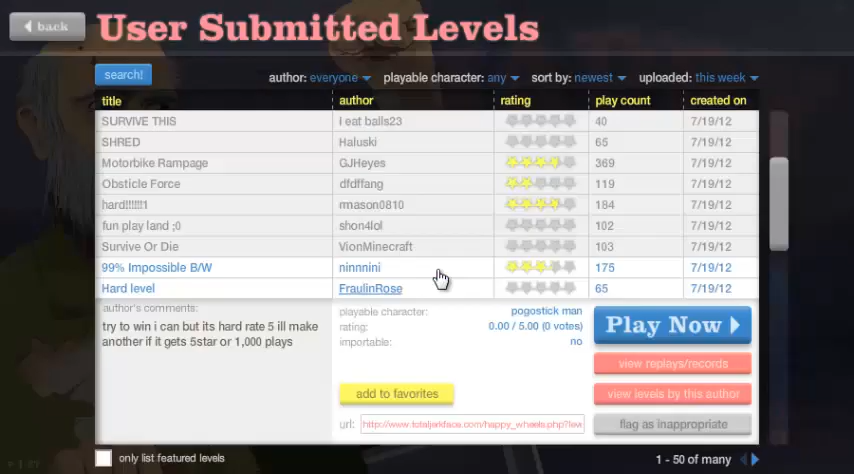 back
User Submitted Levels
search!
author: everyone playable character: any sort by: newest uploaded: this week
title author rating play count created on
SURVIVE THIS I eat balls23 40 7/19/12
SHRED Haluski 65 7/19/12
Motorbike Rampage GJHeyes 369 7/19/12
Obsticle Force dfdffang 119 7/19/12
hard!!!!!!1 rmason0810 184 7/19/12
fun play land ;0 shon4lol 102 7/19/12
Survive Or Die VionMinecraft 103 7/19/12
99% Impossible B/W ninnnini 175 7/19/12
Hard level FraulinRose 65 7/19/12
author's comments:
try to win i can but its hard rate 5 ill make
another if it gets 5star or 1,000 plays
playable character: pogostick man
rating: 0.00 / 5.00 (0 votes)
importable: no
add to favorites
url: http://www.totaljerkface.com/happy_wheels.php?leve
Play Now
view replays/records
view levels by this author
flag as inappropriate
only list featured levels
1 - 50 of many